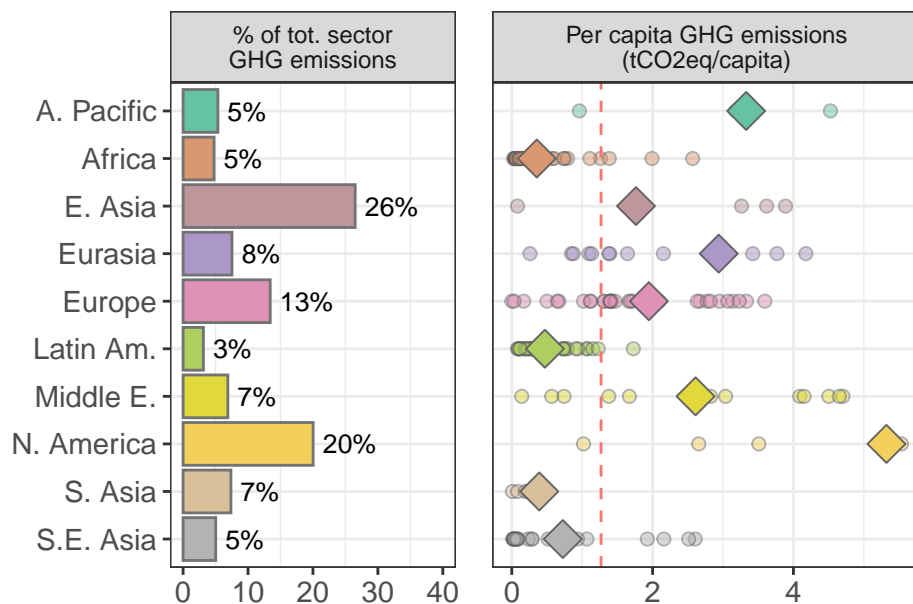 % of tot. sector
GHG emissions
Per capita GHG emissions
(tCO2eq/capita)
A. Pacific
5%
Africa
5%
E. Asia
26%
Eurasia
8%
Europe
13%
Latin Am.
3%
Middle E.
7%
N. America
20%
S. Asia
7%
S.E. Asia
5%
0 10 20 30 40
0 2 4